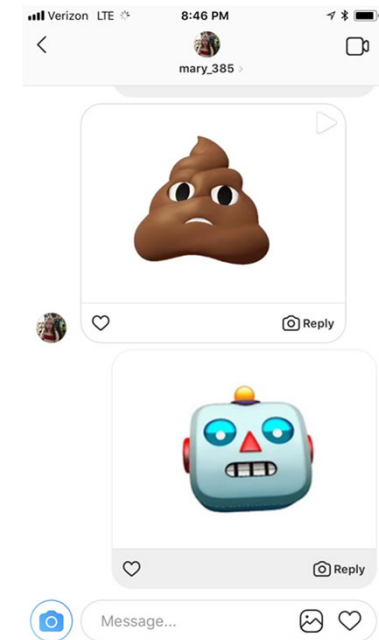 Verizon LTE 8:46 PM
mary_385
Reply
Reply
Message...